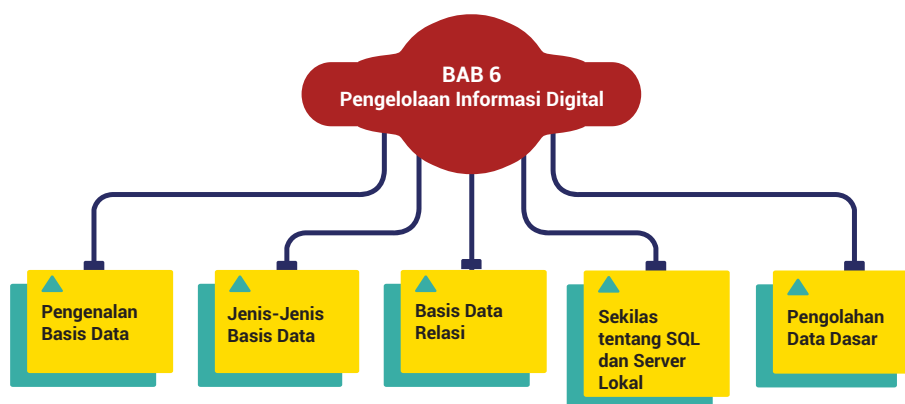 BAB 6
Pengelolaan Informasi Digital
Pengenalan
Basis Data
Jenis-Jenis
Basis Data
Basis Data
Relasi
Sekilas
tentang SQL
dan Server
Lokal
Pengolahan
Data Dasar